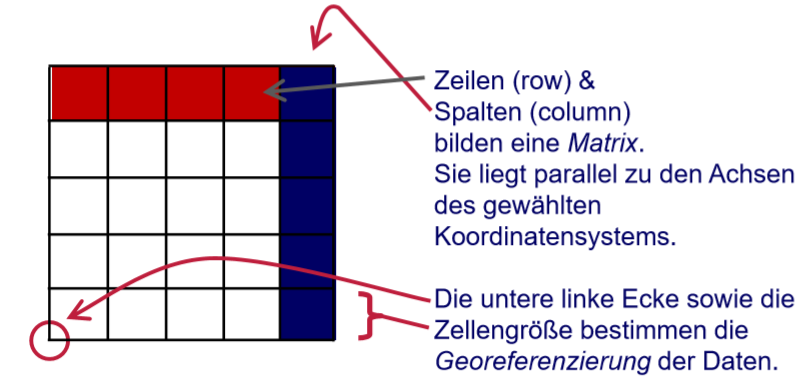 Zeilen (row) &
Spalten (column)
bilden eine Matrix.
Sie liegt parallel zu den Achsen
des gewählten
Koordinatensystems.
Die untere linke Ecke sowie die
Zellengröße bestimmen die
Georeferenzierung der Daten.